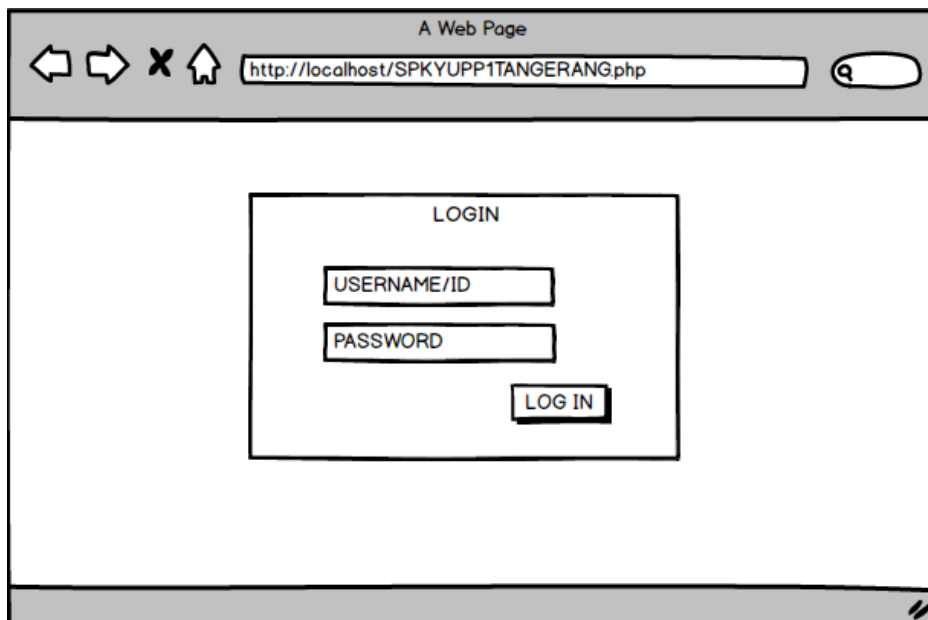 A Web Page
http://localhost/SPKYUPP1TANGERANG.php
LOGIN
USERNAME/ID
PASSWORD
LOG IN